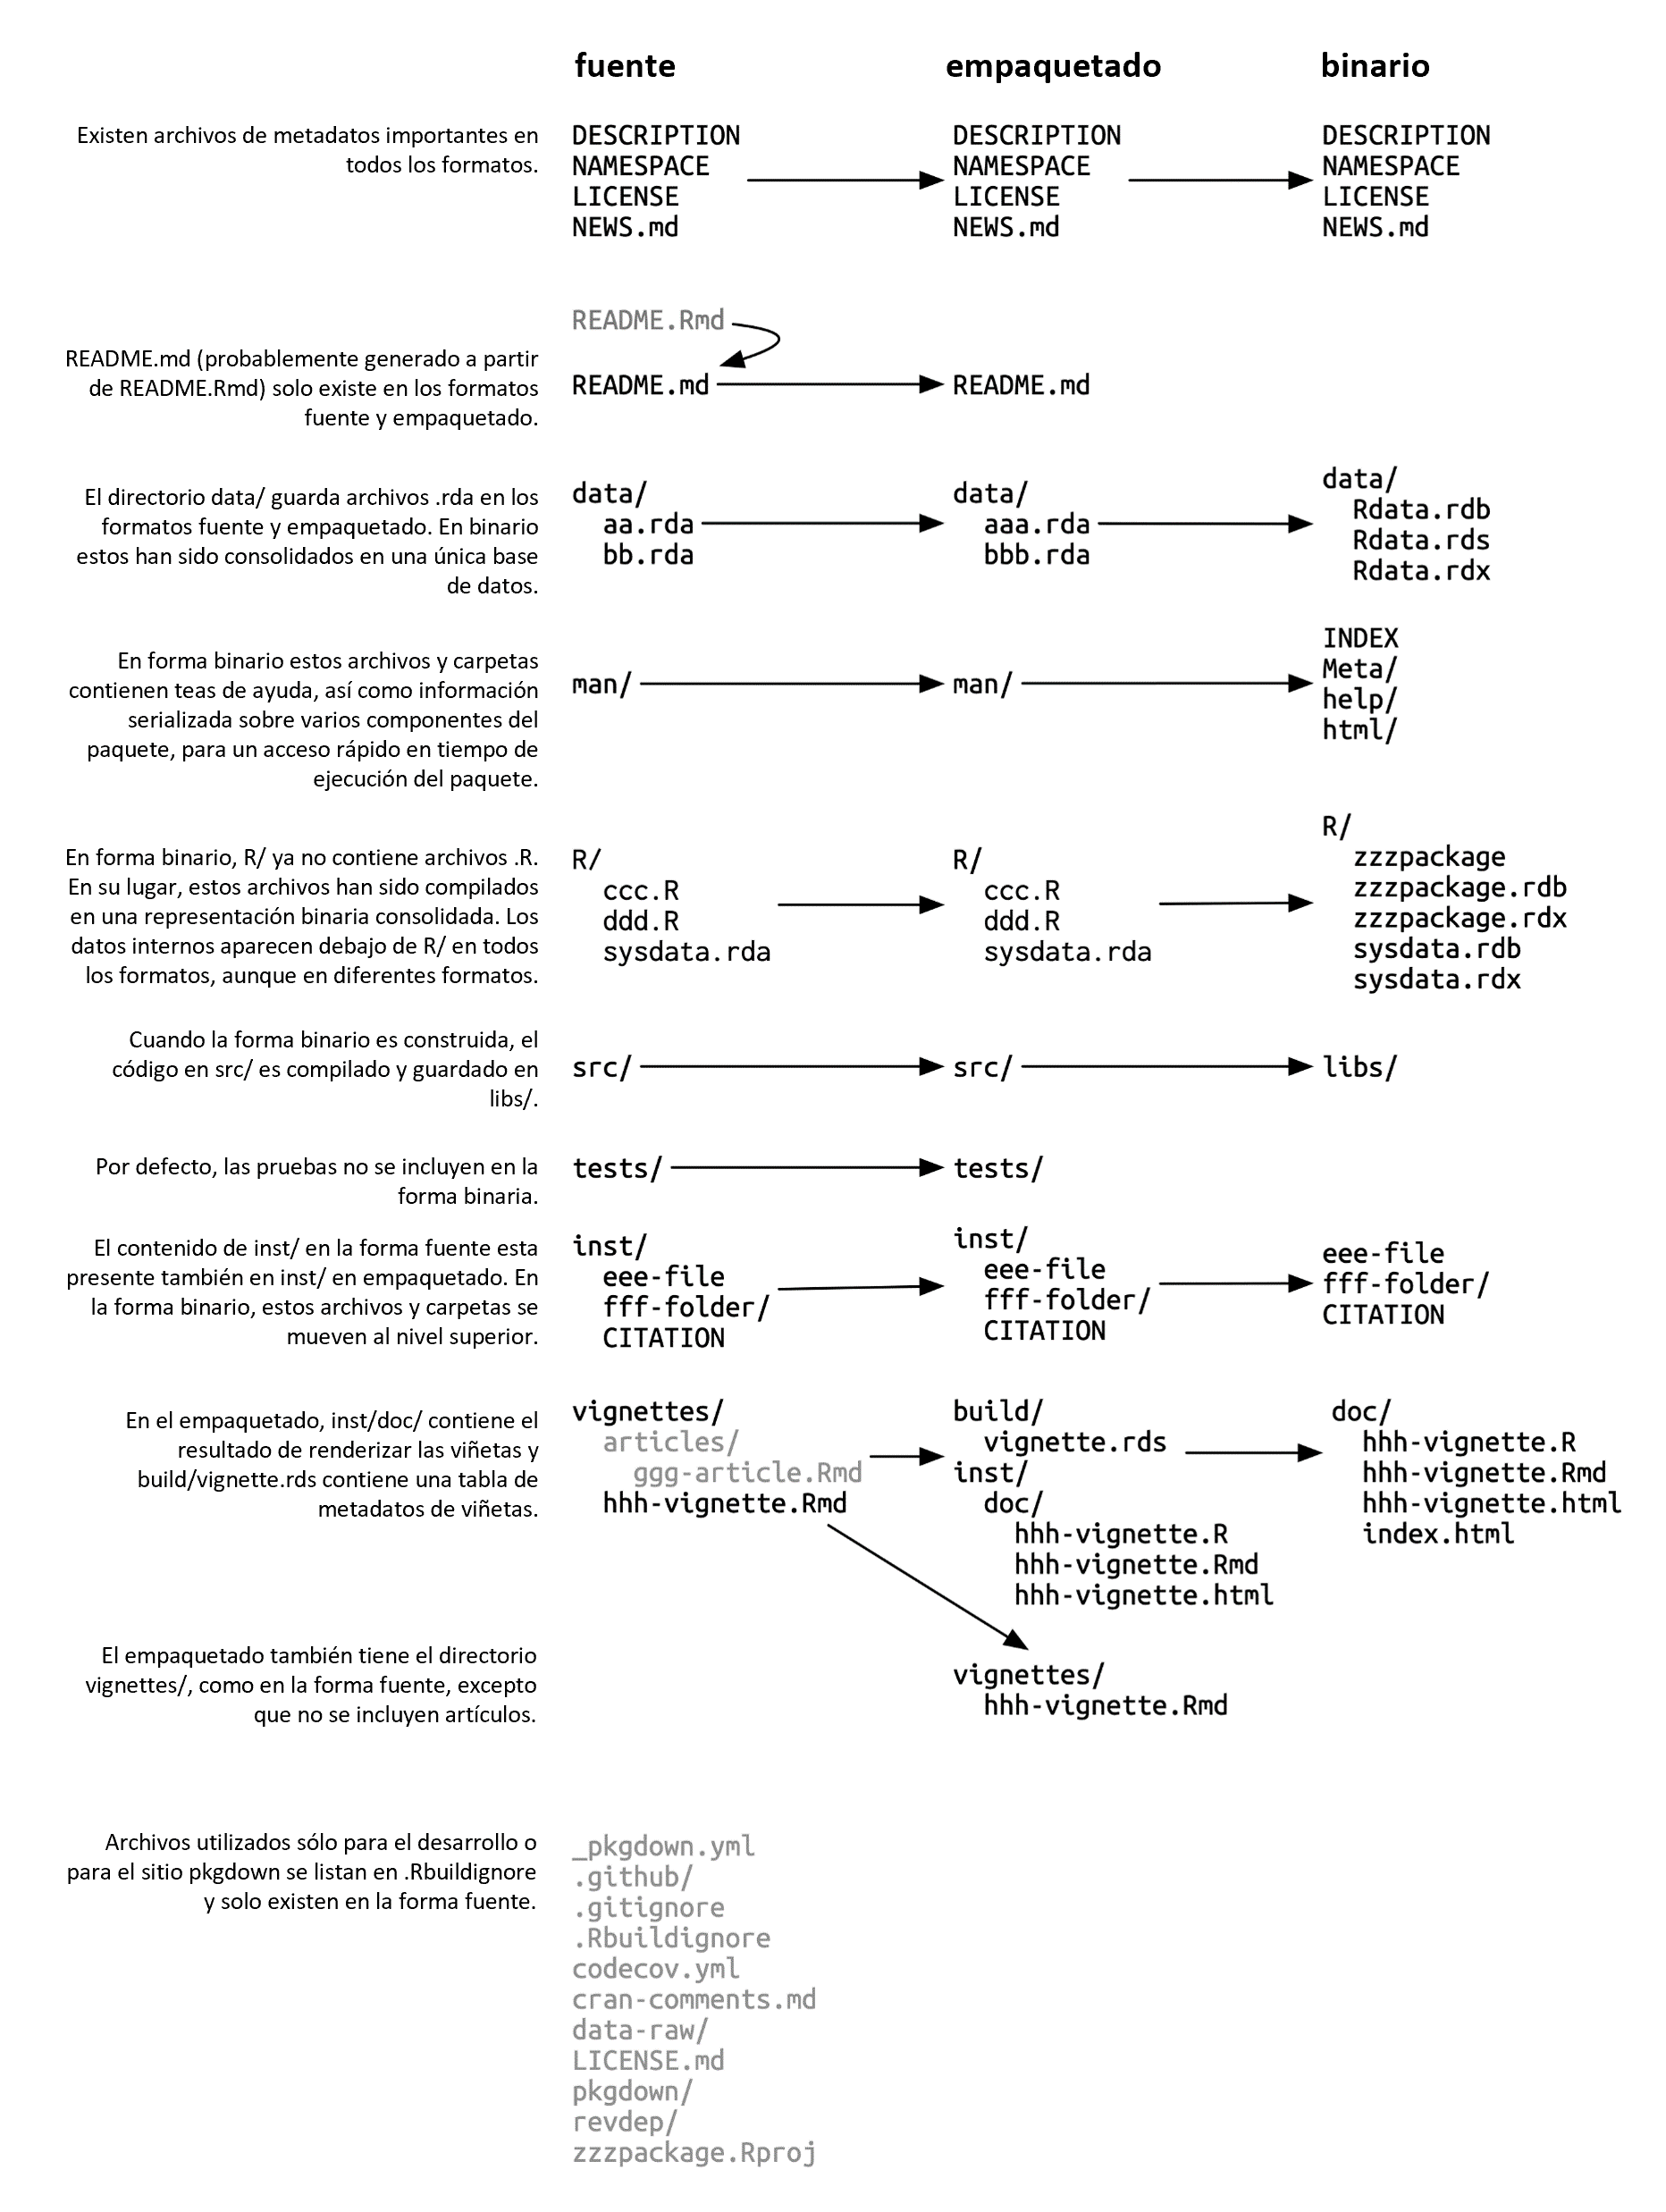 fuente empaquetado binario
Existen archivos de metadatos importantes en
todos los formatos.
DESCRIPTION
NAMESPACE
LICENSE
NEWS.md
DESCRIPTION
NAMESPACE
LICENSE
NEWS.md
DESCRIPTION
NAMESPACE
LICENSE
NEWS.md
README.md (probablemente generado a partir
de README.Rmd) solo existe en los formatos
fuente y empaquetado.
README.Rmd
README.md
README.md
El directorio data/ guarda archivos .rda en los
formatos fuente y empaquetado. En binario
estos han sido consolidados en una única base
de datos.
data/
aa.rda
bb.rda
data/
aaa.rda
bbb.rda
data/
Rdata.rdb
Rdata.rds
Rdata.rdx
En forma binario estos archivos y carpetas
contienen teas de ayuda, así como información
serializada sobre varios componentes del
paquete, para un acceso rápido en tiempo de
ejecución del paquete.
man/
man/
INDEX
Meta/
help/
html/
En forma binario, R/ ya no contiene archivos .R.
En su lugar, estos archivos han sido compilados
en una representación binaria consolidada. Los
datos internos aparecen debajo de R/ en todos
los formatos, aunque en diferentes formatos.
R/
ccc.R
ddd.R
sysdata.rda
R/
ccc.R
ddd.R
sysdata.rda
R/
zzzpackage
zzzpackage.rdb
zzzpackage.rdx
sysdata.rdb
sysdata.rdx
Cuando la forma binario es construida, el
código en src/ es compilado y guardado en
libs/.
src/
src/
libs/
Por defecto, las pruebas no se incluyen en la
forma binaria.
tests/
tests/
El contenido de inst/ en la forma fuente esta
presente también en inst/ en empaquetado. En
la forma binario, estos archivos y carpetas se
mueven al nivel superior.
inst/
eee-file
fff-folder/
CITATION
inst/
eee-file
fff-folder/
CITATION
eee-file
fff-folder/
CITATION
En el empaquetado, inst/doc/ contiene el
resultado de renderizar las viñetas y
build/vignette.rds contiene una tabla de
metadatos de viñetas.
vignettes/
articles/
ggg-article.Rmd
hhh-vignette.Rmd
build/
vignette.rds
inst/
doc/
hhh-vignette.R
hhh-vignette.Rmd
hhh-vignette.html
doc/
hhh-vignette.R
hhh-vignette.Rmd
hhh-vignette.html
index.html
El empaquetado también tiene el directorio
vignettes/, como en la forma fuente, excepto
que no se incluyen artículos.
vignettes/
hhh-vignette.Rmd
Archivos utilizados sólo para el desarrollo o
para el sitio pkgdown se listan en .Rbuildignore
y solo existen en la forma fuente.
_pkgdown.yml
.github/
.gitignore
.Rbuildignore
codecov.yml
cran-comments.md
data-raw/
LICENSE.md
pkgdown/
revdep/
zzzpackage.Rproj